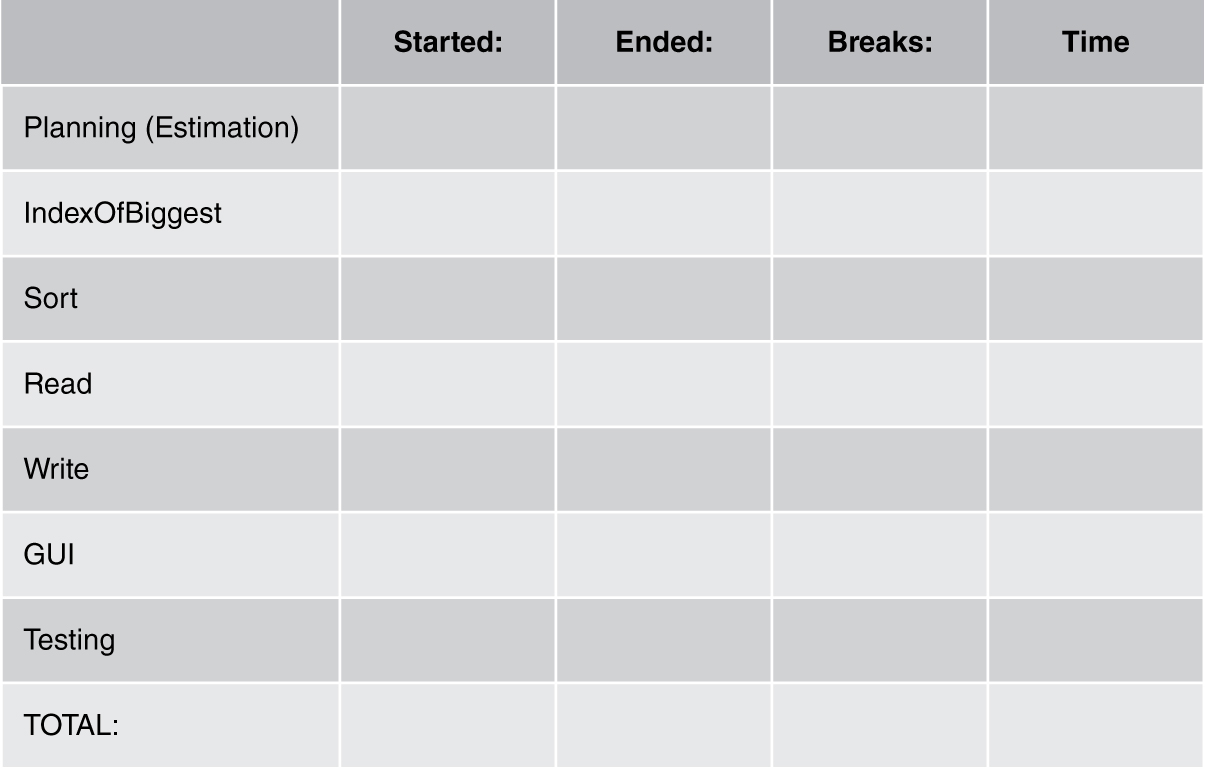 Started: Ended: Breaks: Time
Planning (Estimation)
IndexOfBiggest
Sort
Read
Write
GUI
Testing
TOTAL: